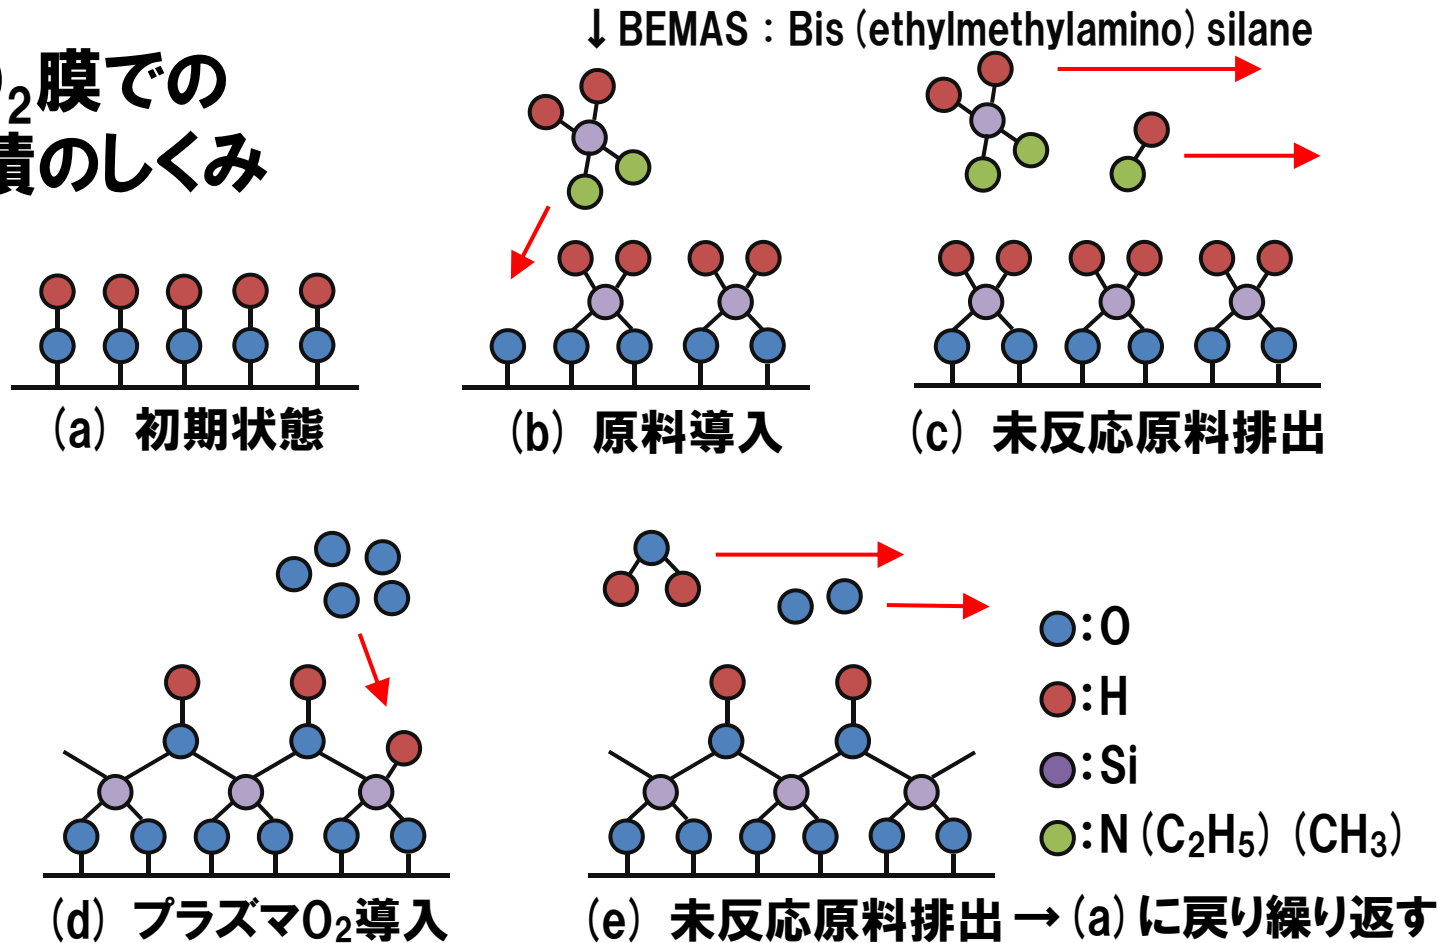 ↓BEMAS：Bis (ethylmethylamino) silane
₂膜での
積のしくみ
(a) 初期状態
(b) 原料導入
(c) 未反応原料排出
:O
:H
:Si
:N (C₂H₅) (CH₃)
(d) プラズマO₂導入
(e) 未反応原料排出→(a)に戻り繰り返す